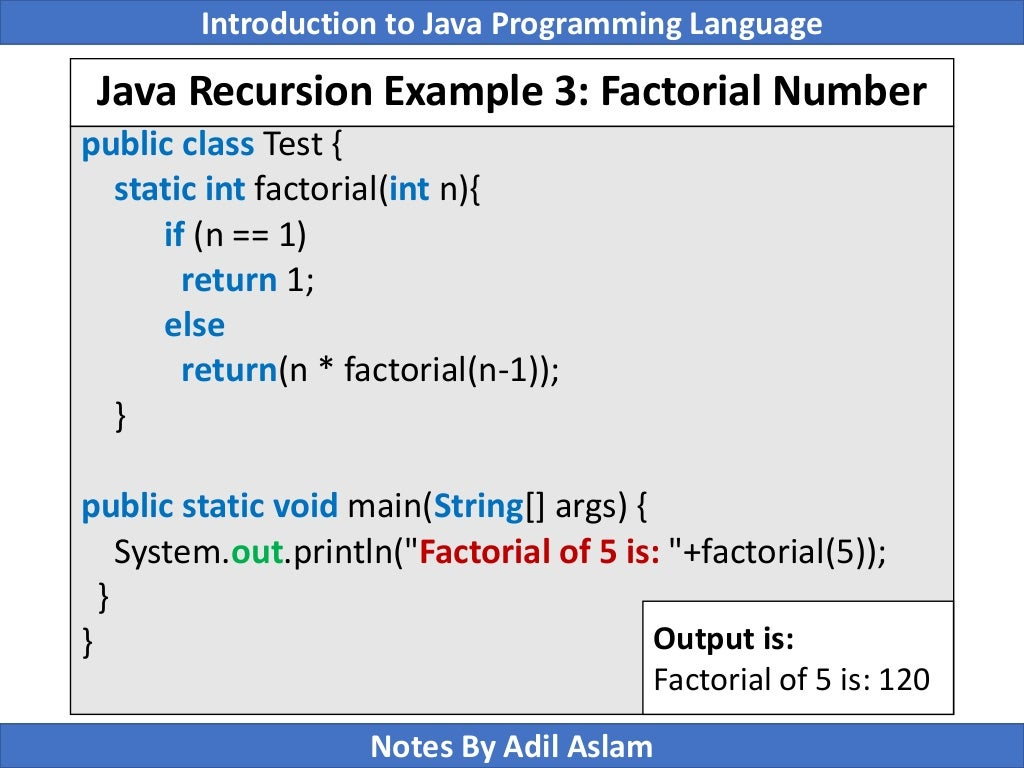 Introduction to Java Programming Language
Java Recursion Example 3: Factorial Number
public class Test {
static int factorial(int n){
if (n == 1)
return 1;
else
return(n * factorial(n-1));
}
public static void main(String[] args) {
System.out.println("Factorial of 5 is: "+factorial(5));
}
}
Output is:
Factorial of 5 is: 120
Notes By Adil Aslam